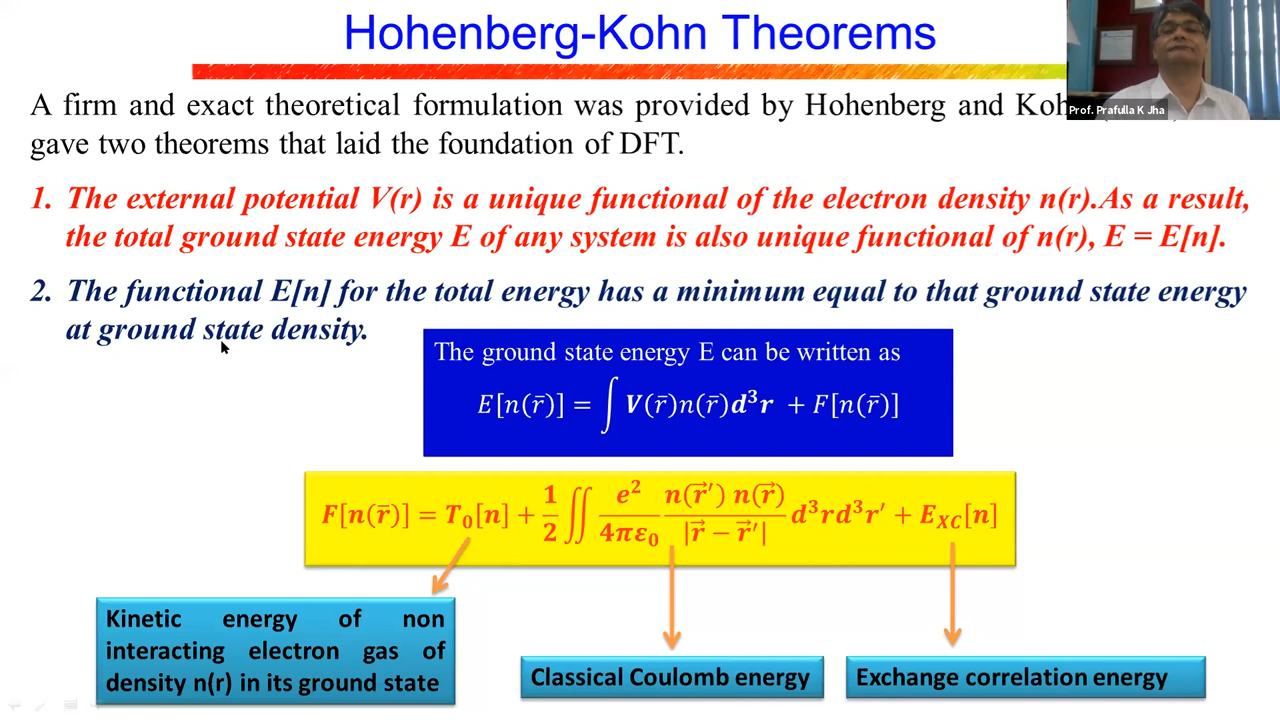 Hohenberg-Kohn Theorems
A firm and exact theoretical formulation was provided by Hohenberg and
gave two theorems that laid the foundation of DFT.
Prof. Prafulla K Jha
1. The external potential V(r) is a unique functional of the electron density n(r).As a result,
the total ground state energy E of any system is also unique functional of n(r), E = E[n].
2. The functional E[n] for the total energy has a minimum equal to that ground state energy
at ground state density.
The ground state energy E can be written as
E[n(r̅)] = ∫ V(r̅)n(r̅)d³r + F[n(r̅)]
F[n(r̅)] = T₀[n] + 1/2 ∬ e²/4πε₀ n(r⃗′) n(r⃗)/|r⃗ − r⃗′| d³rd³r′ + E_XC[n]
Kinetic energy of non
interacting electron gas of
density n(r) in its ground state
Classical Coulomb energy
Exchange correlation energy